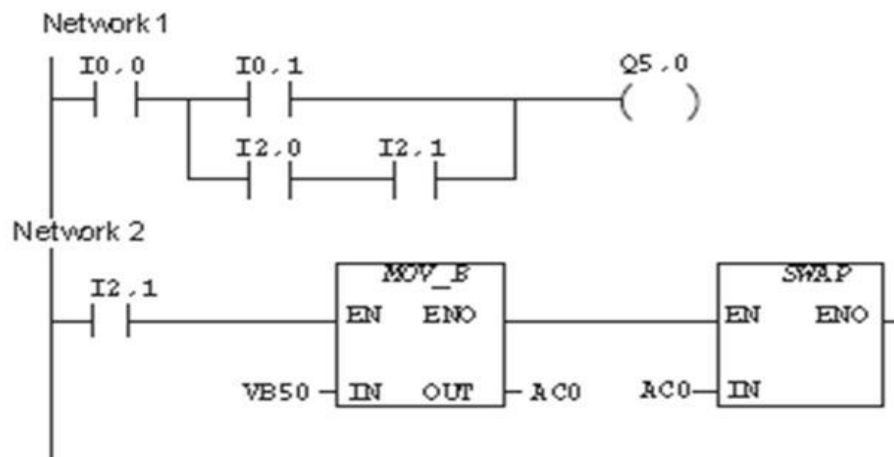 Network 1
I0,0 I0,1 Q5,0
I2,0 I2,1
Network 2
I2,1 MOV_B SWAP
EN ENO EN ENO
VB50 IN OUT AC0 AC0 IN